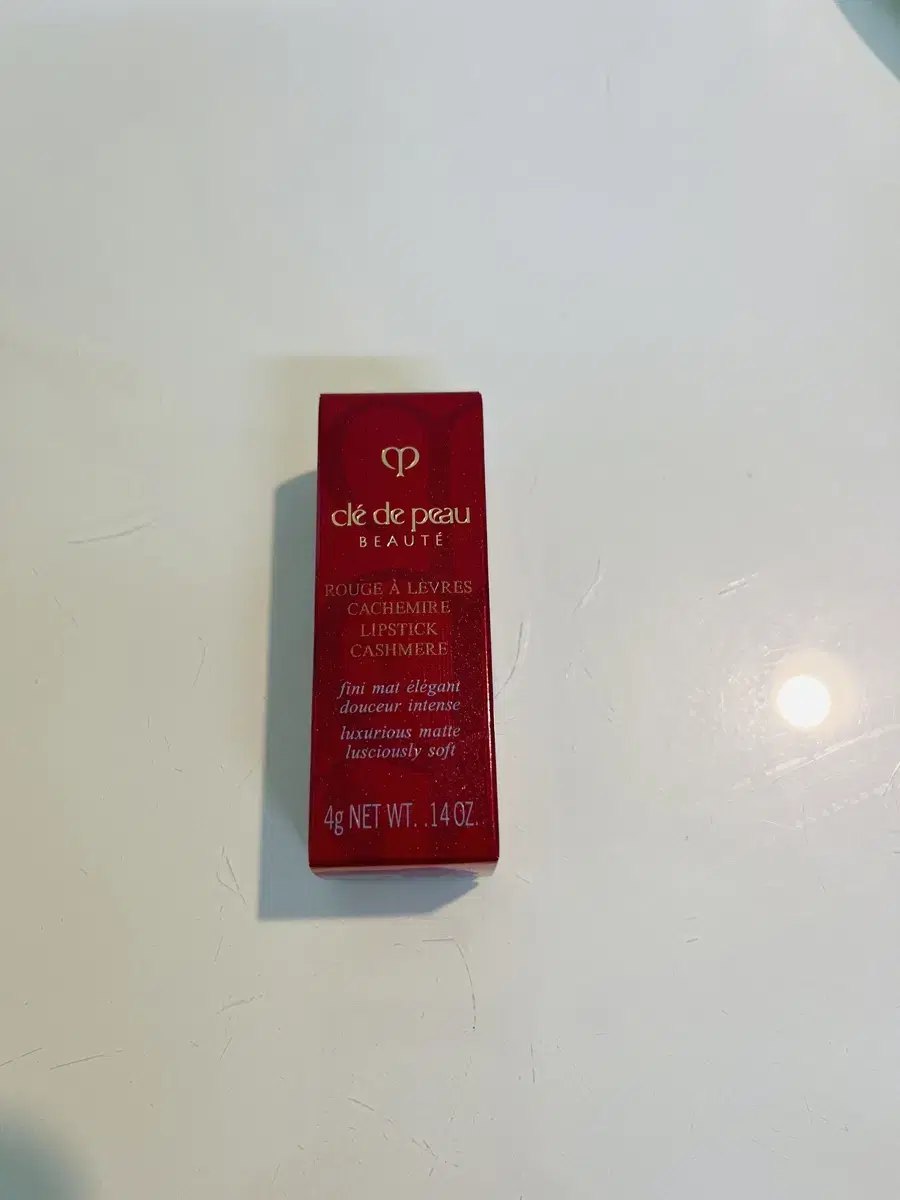 clé de peau
BEAUTÉ
ROUGE À LÈVRES
CACHEMIRE
LIPSTICK
CASHMERE
fini mat élégant
douceur intense
luxurious matte
lusciously soft
4g NET WT. .14 OZ.